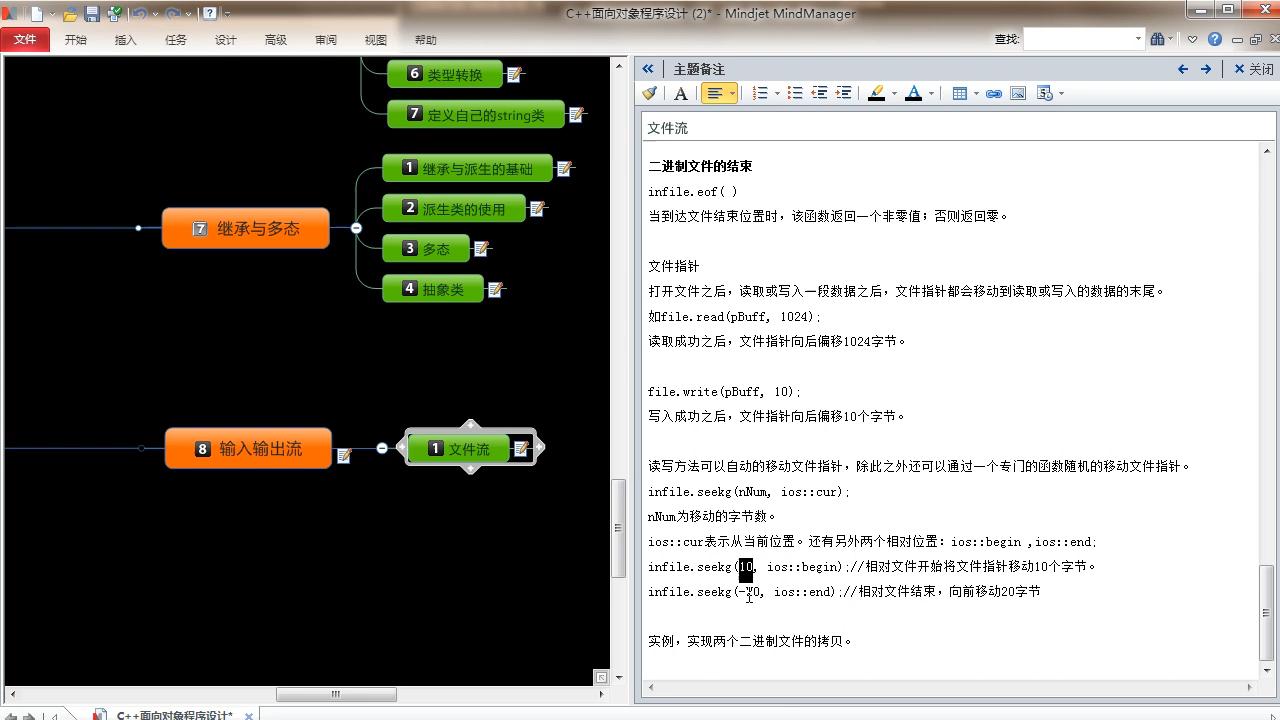 C++面向对象程序设计 (2)* - Mindjet MindManager
文件
开始
插入
任务
设计
高级
审阅
视图
帮助
查找:
6 类型转换
7 定义自己的string类
1 继承与派生的基础
2 派生类的使用
3 多态
4 抽象类
7 继承与多态
8 输入输出流
1 文件流
C++面向对象程序设计*
主题备注
关闭
文件流
二进制文件的结束
infile.eof( )
当到达文件结束位置时，该函数返回一个非零值；否则返回零。
文件指针
打开文件之后，读取或写入一段数据之后，文件指针都会移动到读取或写入的数据的末尾。
如file.read(pBuff, 1024);
读取成功之后，文件指针向后偏移1024字节。
file.write(pBuff, 10);
写入成功之后，文件指针向后偏移10个字节。
读写方法可以自动的移动文件指针，除此之外还可以通过一个专门的函数随机的移动文件指针。
infile.seekg(nNum, ios::cur);
nNum为移动的字节数。
ios::cur表示从当前位置。还有另外两个相对位置：ios::begin ,ios::end;
infile.seekg(10, ios::begin);//相对文件开始将文件指针移动10个字节。
infile.seekg(-20, ios::end);//相对文件结束，向前移动20字节
实例，实现两个二进制文件的拷贝。